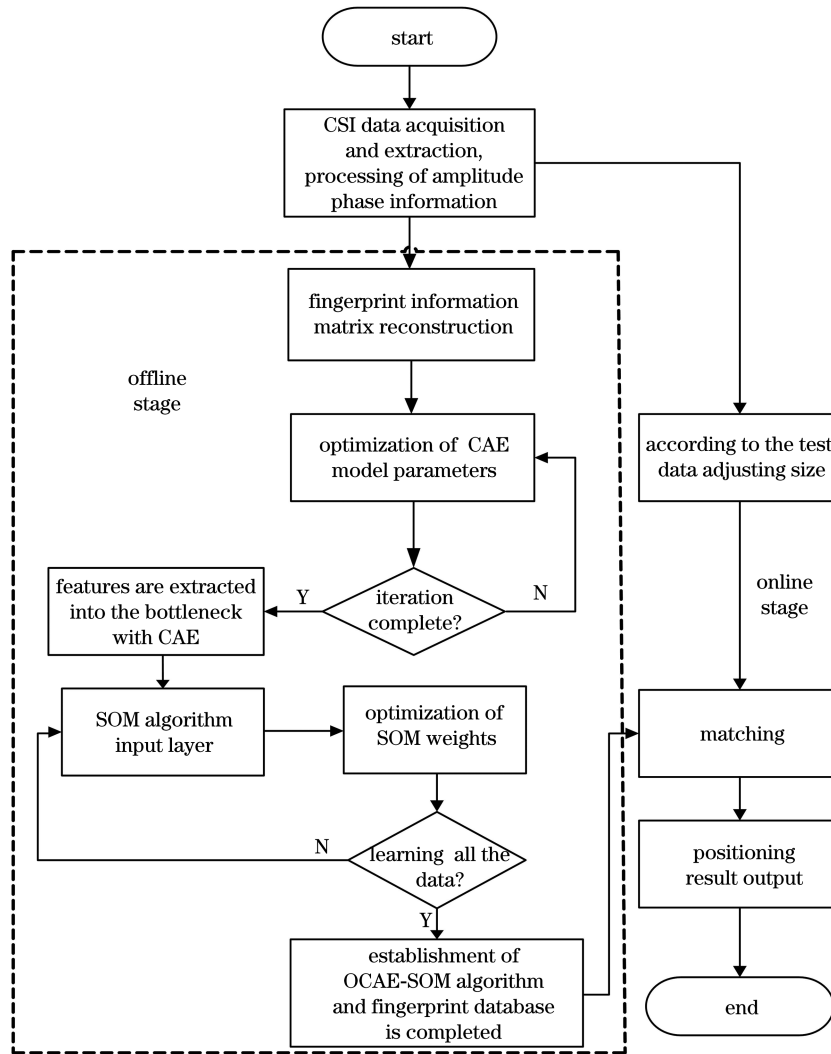 start
CSI data acquisition
and extraction,
processing of amplitude
phase information
fingerprint information
matrix reconstruction
offline
stage
optimization of CAE
model parameters
according to the test
data adjusting size
features are extracted
into the bottleneck
with CAE
Y
iteration
complete?
N
online
stage
SOM algorithm
input layer
optimization of
SOM weights
matching
N
learning all the
data?
Y
positioning
result output
establishment of
OCAE-SOM algorithm
and fingerprint database
is completed
end